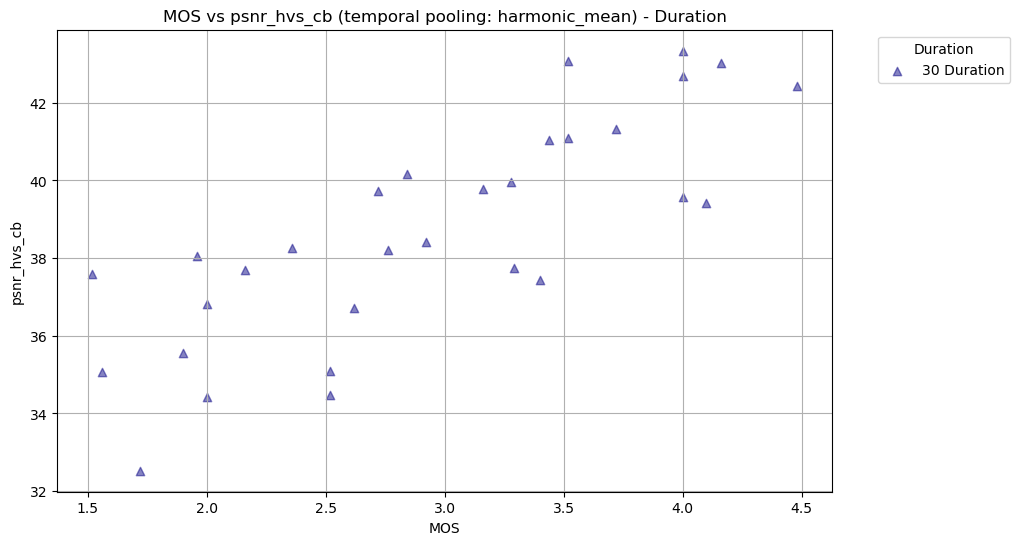 MOS vs psnr_hvs_cb (temporal pooling: harmonic_mean) - Duration
Duration
30 Duration
psnr_hvs_cb
42
40
38
36
34
32
1.5 2.0 2.5 3.0 3.5 4.0 4.5
MOS